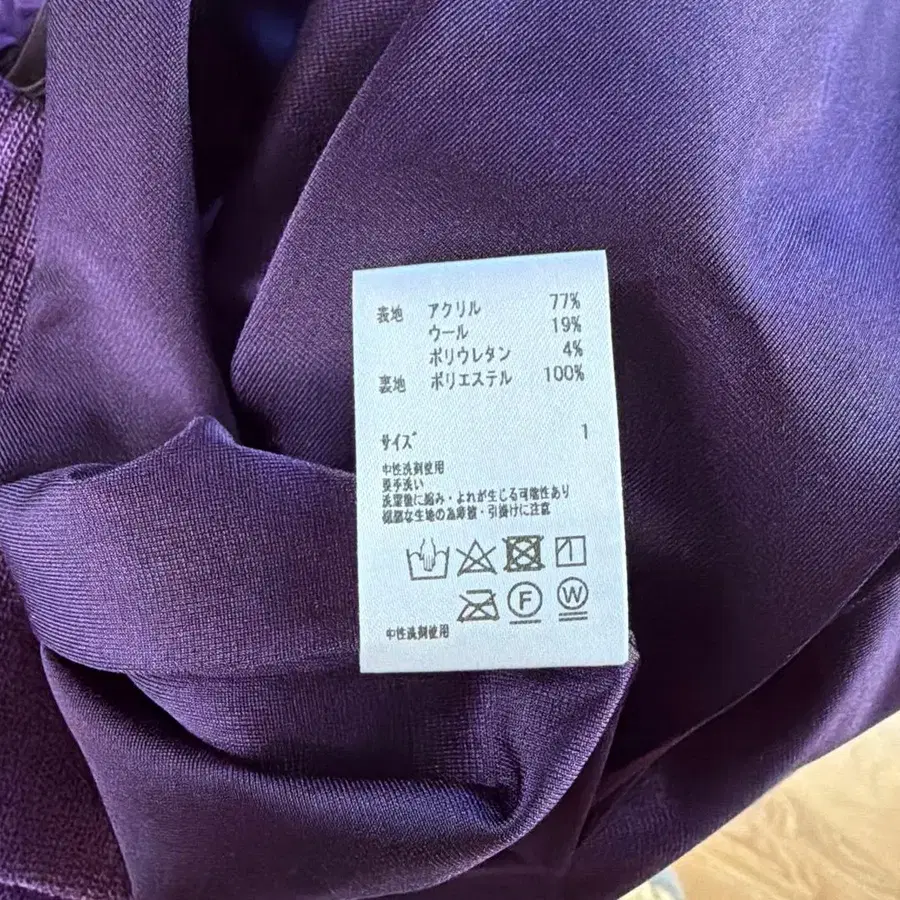 表地 アクリル 77%
ウール 19%
ポリウレタン 4%
裏地 ポリエステル 100%
サイズ 1
中性洗剤使用
要手洗い
洗濯後に縮み・よれが生じる可能性あり
繊細な生地の為摩擦・引掛けに注意
F W
中性洗剤使用